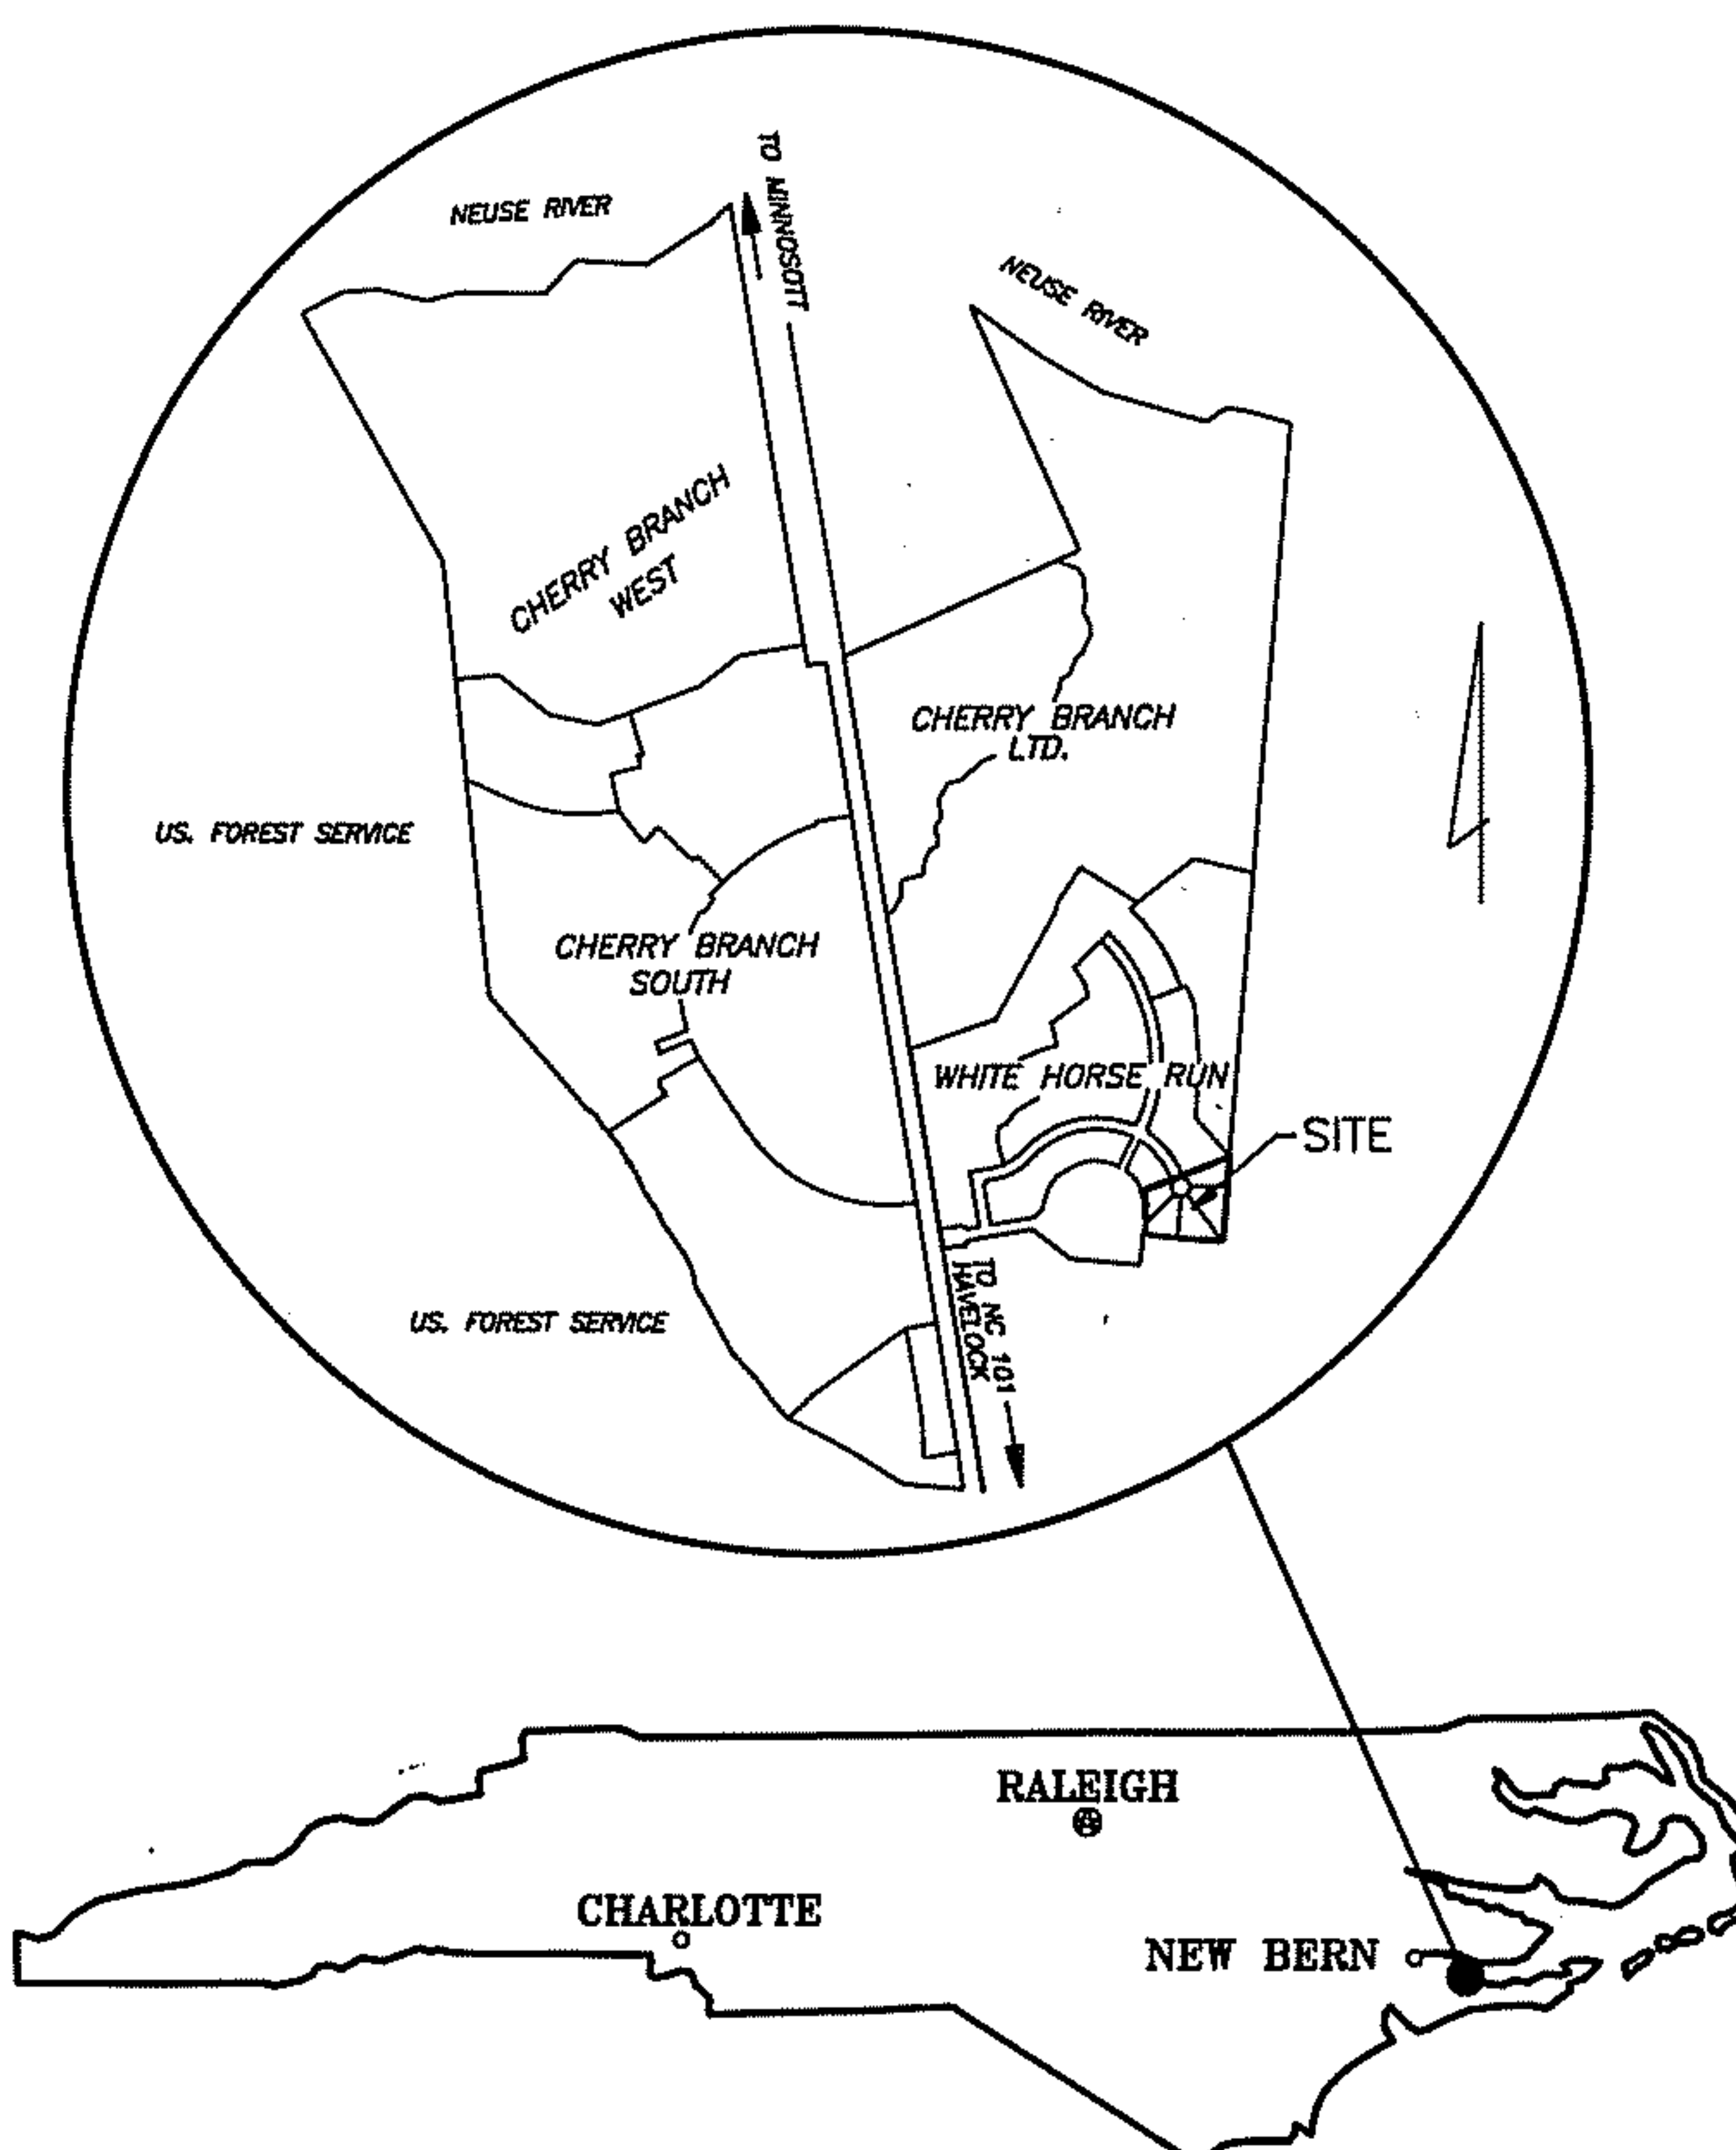 TO MINNOSOTT
NEUSE RIVER
NEUSE RIVER
CHERRY BRANCH
WEST
CHERRY BRANCH
LTD.
US. FOREST SERVICE
CHERRY BRANCH
SOUTH
WHITE HORSE RUN
SITE
TO NC 101
HAVELOCK
US. FOREST SERVICE
RALEIGH
CHARLOTTE
NEW BERN